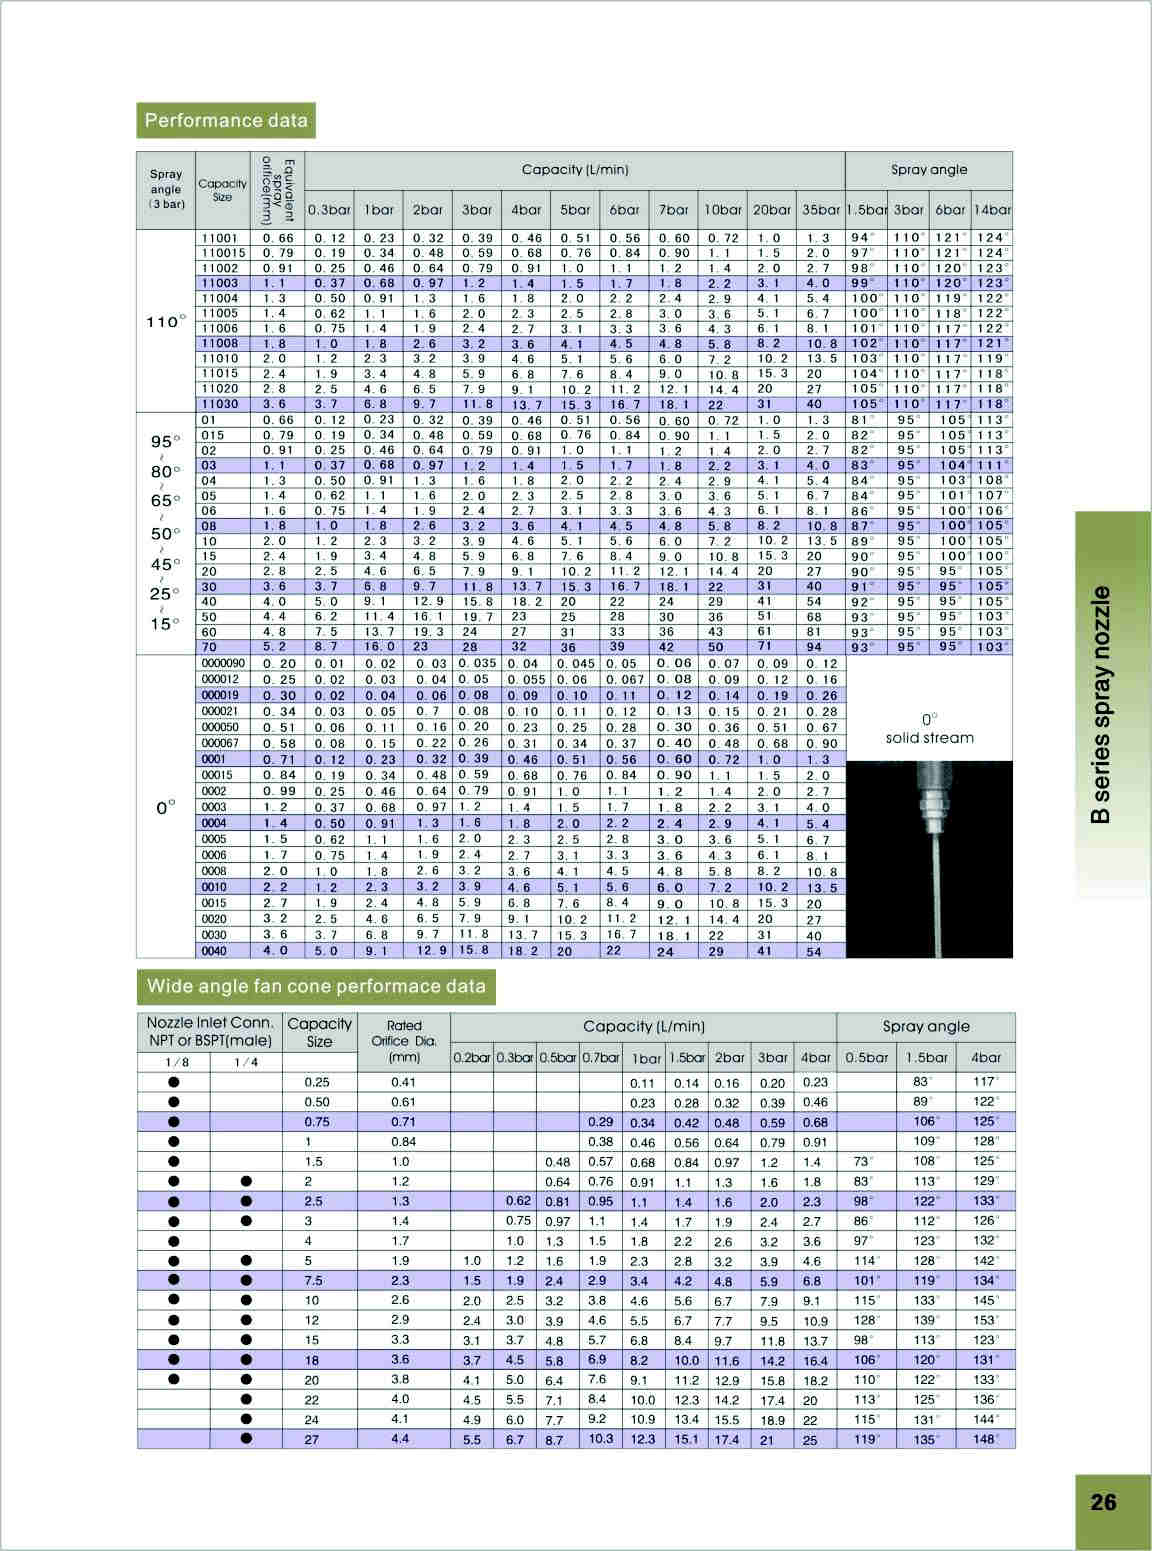 Performance data
Spray angle (3 bar) Capacity Size Equivalent spray orifice(mm) Capacity (L/min) Spray angle
0.3bar 1bar 2bar 3bar 4bar 5bar 6bar 7bar 10bar 20bar 35bar 1.5bar 3bar 6bar 14bar
110°
11001 0.66 0.12 0.23 0.32 0.39 0.46 0.51 0.56 0.60 0.72 1.0 1.3 94° 110° 121° 124°
110015 0.79 0.19 0.34 0.48 0.59 0.68 0.76 0.84 0.90 1.1 1.5 2.0 97° 110° 121° 124°
11002 0.91 0.25 0.46 0.64 0.79 0.91 1.0 1.1 1.2 1.4 2.0 2.7 98° 110° 120° 123°
11003 1.1 0.37 0.68 0.97 1.2 1.4 1.5 1.7 1.8 2.2 3.1 4.0 99° 110° 120° 123°
11004 1.3 0.50 0.91 1.3 1.6 1.8 2.0 2.2 2.4 2.9 4.1 5.4 100° 110° 119° 122°
11005 1.4 0.62 1.1 1.6 2.0 2.3 2.5 2.8 3.0 3.6 5.1 6.7 100° 110° 118° 122°
11006 1.6 0.75 1.4 1.9 2.4 2.7 3.1 3.3 3.6 4.3 6.1 8.1 101° 110° 117° 122°
11008 1.8 1.0 1.8 2.6 3.2 3.6 4.1 4.5 4.8 5.8 8.2 10.8 102° 110° 117° 121°
11010 2.0 1.2 2.3 3.2 3.9 4.6 5.1 5.6 6.0 7.2 10.2 13.5 103° 110° 117° 119°
11015 2.4 1.9 3.4 4.8 5.9 6.8 7.6 8.4 9.0 10.8 15.3 20 104° 110° 117° 118°
11020 2.8 2.5 4.6 6.5 7.9 9.1 10.2 11.2 12.1 14.4 20 27 105° 110° 117° 118°
11030 3.6 3.7 6.8 9.7 11.8 13.7 15.3 16.7 18.1 22 31 40 105° 110° 117° 118°
95° ~ 80° ~ 65° ~ 50° ~ 45° ~ 25° ~ 15°
01 0.66 0.12 0.23 0.32 0.39 0.46 0.51 0.56 0.60 0.72 1.0 1.3 81° 95° 105° 113°
015 0.79 0.19 0.34 0.48 0.59 0.68 0.76 0.84 0.90 1.1 1.5 2.0 82° 95° 105° 113°
02 0.91 0.25 0.46 0.64 0.79 0.91 1.0 1.1 1.2 1.4 2.0 2.7 82° 95° 105° 113°
03 1.1 0.37 0.68 0.97 1.2 1.4 1.5 1.7 1.8 2.2 3.1 4.0 83° 95° 104° 111°
04 1.3 0.50 0.91 1.3 1.6 1.8 2.0 2.2 2.4 2.9 4.1 5.4 84° 95° 103° 108°
05 1.4 0.62 1.1 1.6 2.0 2.3 2.5 2.8 3.0 3.6 5.1 6.7 84° 95° 101° 107°
06 1.6 0.75 1.4 1.9 2.4 2.7 3.1 3.3 3.6 4.3 6.1 8.1 86° 95° 100° 106°
08 1.8 1.0 1.8 2.6 3.2 3.6 4.1 4.5 4.8 5.8 8.2 10.8 87° 95° 100° 105°
10 2.0 1.2 2.3 3.2 3.9 4.6 5.1 5.6 6.0 7.2 10.2 13.5 89° 95° 100° 105°
15 2.4 1.9 3.4 4.8 5.9 6.8 7.6 8.4 9.0 10.8 15.3 20 90° 95° 100° 100°
20 2.8 2.5 4.6 6.5 7.9 9.1 10.2 11.2 12.1 14.4 20 27 90° 95° 95° 105°
30 3.6 3.7 6.8 9.7 11.8 13.7 15.3 16.7 18.1 22 31 40 91° 95° 95° 105°
40 4.0 5.0 9.1 12.9 15.8 18.2 20 22 24 29 41 54 92° 95° 95° 105°
50 4.4 6.2 11.4 16.1 19.7 23 25 28 30 36 51 68 93° 95° 95° 103°
60 4.8 7.5 13.7 19.3 24 27 31 33 36 43 61 81 93° 95° 95° 103°
70 5.2 8.7 16.0 23 28 32 36 39 42 50 71 94 93° 95° 95° 103°
0°
0000090 0.20 0.01 0.02 0.03 0.035 0.04 0.045 0.05 0.06 0.07 0.09 0.12
000012 0.25 0.02 0.03 0.04 0.05 0.055 0.06 0.067 0.08 0.09 0.12 0.16
000019 0.30 0.02 0.04 0.06 0.08 0.09 0.10 0.11 0.12 0.14 0.19 0.26
000021 0.34 0.03 0.05 0.7 0.08 0.10 0.11 0.12 0.13 0.15 0.21 0.28
000050 0.51 0.06 0.11 0.16 0.20 0.23 0.25 0.28 0.30 0.36 0.51 0.67
000067 0.58 0.08 0.15 0.22 0.26 0.31 0.34 0.37 0.40 0.48 0.68 0.90
0001 0.71 0.12 0.23 0.32 0.39 0.46 0.51 0.56 0.60 0.72 1.0 1.3
00015 0.84 0.19 0.34 0.48 0.59 0.68 0.76 0.84 0.90 1.1 1.5 2.0
0002 0.99 0.25 0.46 0.64 0.79 0.91 1.0 1.1 1.2 1.4 2.0 2.7
0003 1.2 0.37 0.68 0.97 1.2 1.4 1.5 1.7 1.8 2.2 3.1 4.0
0004 1.4 0.50 0.91 1.3 1.6 1.8 2.0 2.2 2.4 2.9 4.1 5.4
0005 1.5 0.62 1.1 1.6 2.0 2.3 2.5 2.8 3.0 3.6 5.1 6.7
0006 1.7 0.75 1.4 1.9 2.4 2.7 3.1 3.3 3.6 4.3 6.1 8.1
0008 2.0 1.0 1.8 2.6 3.2 3.6 4.1 4.5 4.8 5.8 8.2 10.8
0010 2.2 1.2 2.3 3.2 3.9 4.6 5.1 5.6 6.0 7.2 10.2 13.5
0015 2.7 1.9 2.4 4.8 5.9 6.8 7.6 8.4 9.0 10.8 15.3 20
0020 3.2 2.5 4.6 6.5 7.9 9.1 10.2 11.2 12.1 14.4 20 27
0030 3.6 3.7 6.8 9.7 11.8 13.7 15.3 16.7 18.1 22 31 40
0040 4.0 5.0 9.1 12.9 15.8 18.2 20 22 24 29 41 54
0°
solid stream
Wide angle fan cone performace data
Nozzle Inlet Conn. NPT or BSPT(male) Capacity Size Rated Orifice Dia. (mm) Capacity (L/min) Spray angle
1/8 1/4 0.2bar 0.3bar 0.5bar 0.7bar 1bar 1.5bar 2bar 3bar 4bar 0.5bar 1.5bar 4bar
● 0.25 0.41 0.11 0.14 0.16 0.20 0.23 83° 117°
● 0.50 0.61 0.23 0.28 0.32 0.39 0.46 89° 122°
● 0.75 0.71 0.29 0.34 0.42 0.48 0.59 0.68 106° 125°
● 1 0.84 0.38 0.46 0.56 0.64 0.79 0.91 109° 128°
● 1.5 1.0 0.48 0.57 0.68 0.84 0.97 1.2 1.4 73° 108° 125°
● ● 2 1.2 0.64 0.76 0.91 1.1 1.3 1.6 1.8 83° 113° 129°
● ● 2.5 1.3 0.62 0.81 0.95 1.1 1.4 1.6 2.0 2.3 98° 122° 133°
● ● 3 1.4 0.75 0.97 1.1 1.4 1.7 1.9 2.4 2.7 86° 112° 126°
● 4 1.7 1.0 1.3 1.5 1.8 2.2 2.6 3.2 3.6 97° 123° 132°
● ● 5 1.9 1.0 1.2 1.6 1.9 2.3 2.8 3.2 3.9 4.6 114° 128° 142°
● ● 7.5 2.3 1.5 1.9 2.4 2.9 3.4 4.2 4.8 5.9 6.8 101° 119° 134°
● ● 10 2.6 2.0 2.5 3.2 3.8 4.6 5.6 6.7 7.9 9.1 115° 133° 145°
● ● 12 2.9 2.4 3.0 3.9 4.6 5.5 6.7 7.7 9.5 10.9 128° 139° 153°
● ● 15 3.3 3.1 3.7 4.8 5.7 6.8 8.4 9.7 11.8 13.7 98° 113° 123°
● ● 18 3.6 3.7 4.5 5.8 6.9 8.2 10.0 11.6 14.2 16.4 106° 120° 131°
● ● 20 3.8 4.1 5.0 6.4 7.6 9.1 11.2 12.9 15.8 18.2 110° 122° 133°
● 22 4.0 4.5 5.5 7.1 8.4 10.0 12.3 14.2 17.4 20 113° 125° 136°
● 24 4.1 4.9 6.0 7.7 9.2 10.9 13.4 15.5 18.9 22 115° 131° 144°
● 27 4.4 5.5 6.7 8.7 10.3 12.3 15.1 17.4 21 25 119° 135° 148°
B series spray nozzle
26